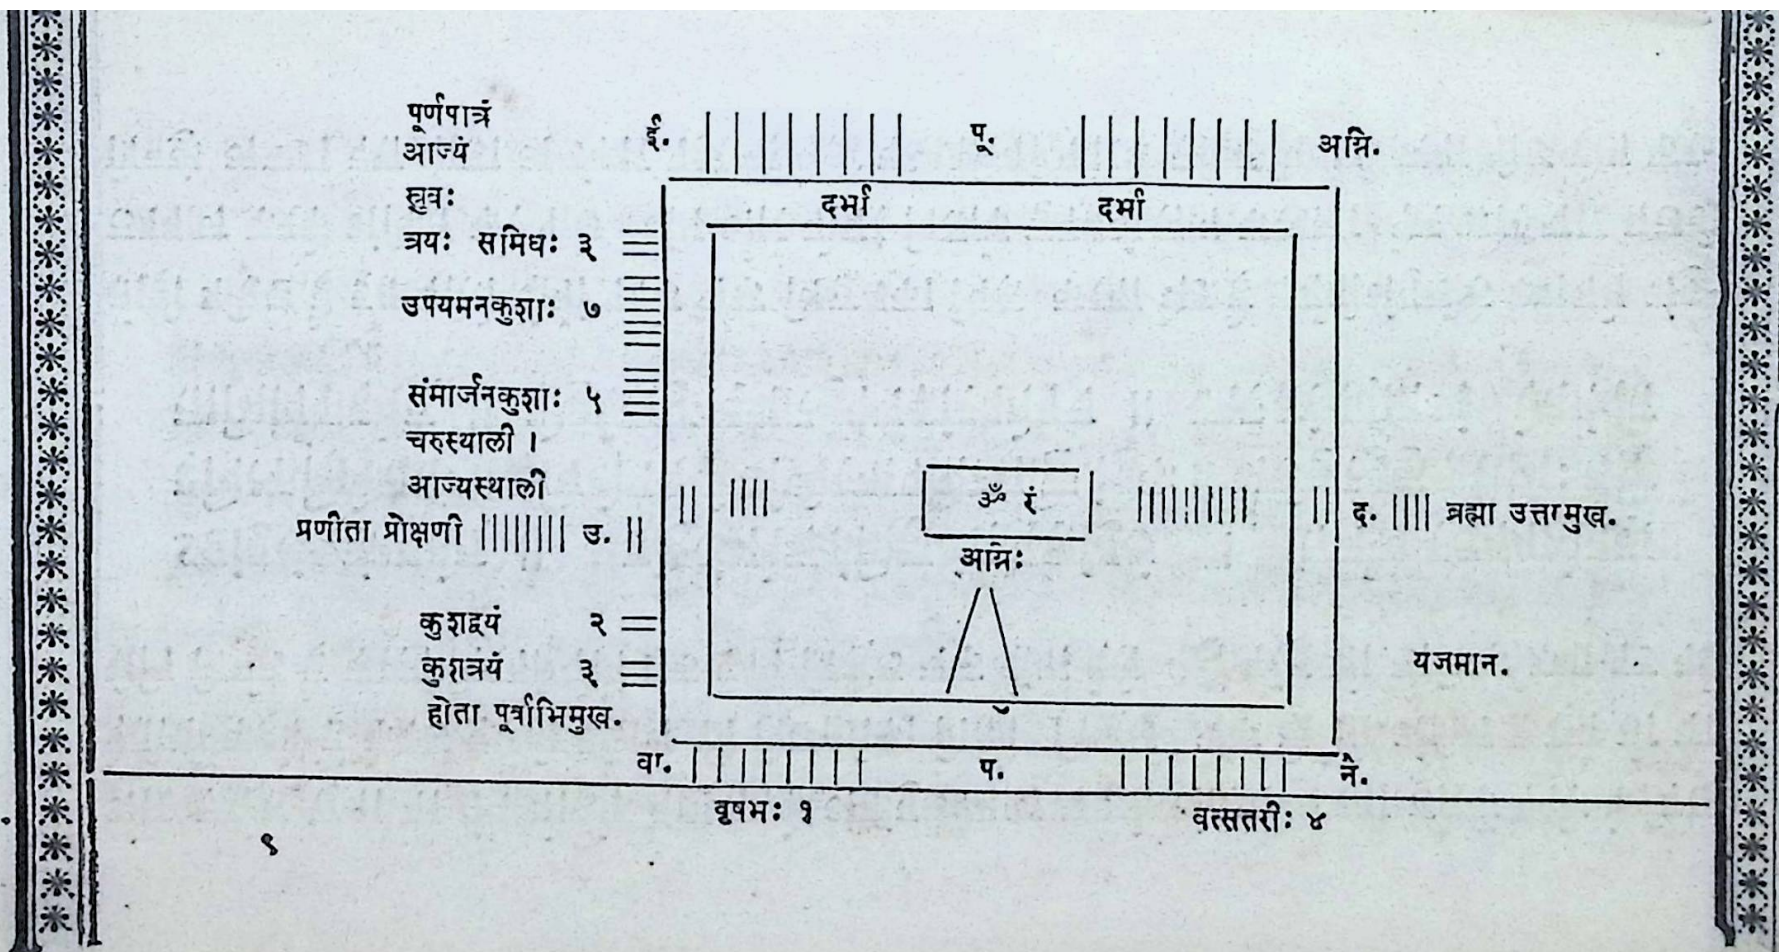 पूर्णपात्रं
आज्यं
ई. पू. अग्नि.
स्रुवः
दर्भा दर्भा
त्रयः समिधः ३
उपयमनकुशाः ७
संमार्जनकुशाः ५
चरुस्थाली ।
आज्यस्थाली
ॐ रं
प्रणीता प्रोक्षणी उ. द. ब्रह्मा उत्तामुख.
अग्निः
कुशद्वयं २
कुशत्रयं ३
यजमान.
होता पूर्वाभिमुख.
वा. प. नै.
वृषभः १ वत्सतरीः ४
९